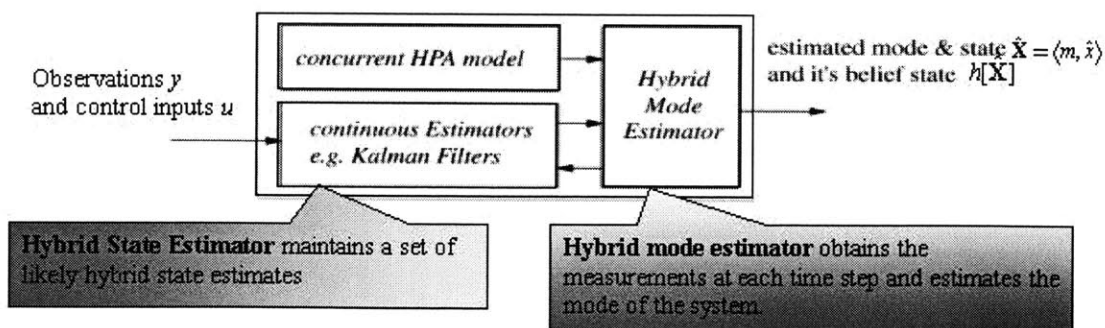 concurrent HPA model
Observations y
and control inputs u
continuous Estimators
e.g. Kalman Filters
Hybrid
Mode
Estimator
estimated mode & state X̂ = ⟨m, x̂⟩
and it's belief state h[X̂]
Hybrid State Estimator maintains a set of
likely hybrid state estimates
Hybrid mode estimator obtains the
measurements at each time step and estimates the
mode of the system.